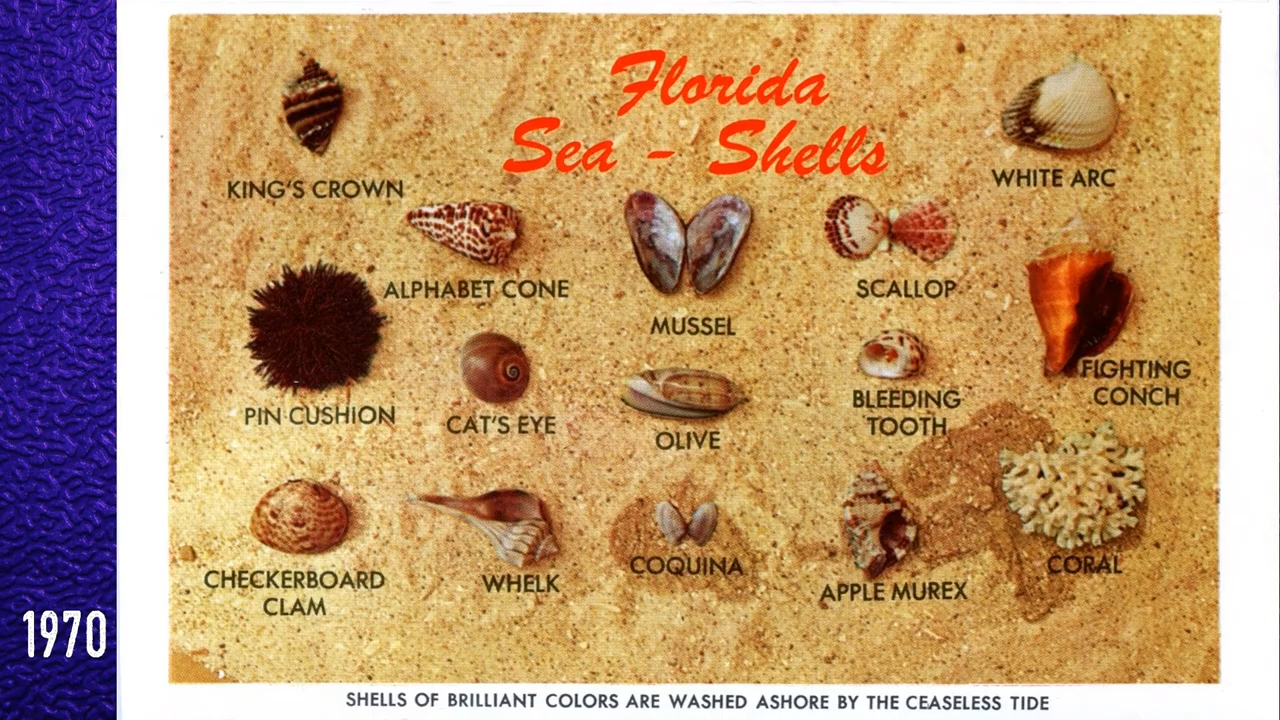 Florida
Sea - Shells
KING'S CROWN
WHITE ARC
ALPHABET CONE
MUSSEL
SCALLOP
PIN CUSHION
CAT'S EYE
OLIVE
BLEEDING
TOOTH
FIGHTING
CONCH
CHECKERBOARD
CLAM
WHELK
COQUINA
APPLE MUREX
CORAL
1970
SHELLS OF BRILLIANT COLORS ARE WASHED ASHORE BY THE CEASELESS TIDE